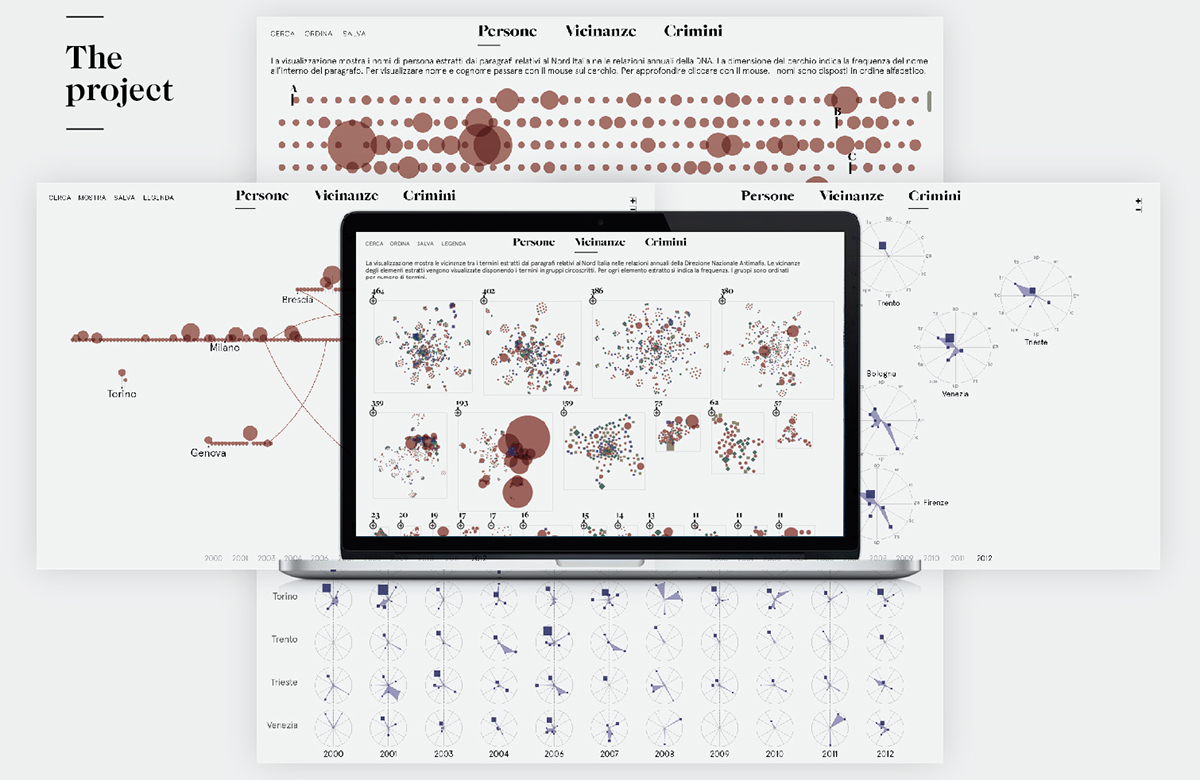 The
project
CERCA ORDINA SALVA
Persone Vicinanze Crimini
La visualizzazione mostra i nomi di persona estratti dai paragrafi relativi al Nord Italia nelle relazioni annuali della DNA. La dimensione del cerchio indica la frequenza del nome
all'interno del paragrafo. Per visualizzare nome e cognome passare con il mouse sul cerchio. Per approfondire cliccare con il mouse. I nomi sono disposti in ordine alfacetico.
A
B
C
CERCA MOSTRA SALVA LEGENDA
Persone Vicinanze Crimini
Brescia
Milano
Torino
Genova
2000 2001 2003 2004 2006 2012
CERCA ORDINA SALVA LEGENDA
Persone Vicinanze Crimini
La visualizzazione mostra le vicinanze tra i termini estratti dai paragrafi relativi al Nord Italia nelle relazioni annuali della Direzione Nazionale Antimafia. Le vicinanze
degli elementi estratti vengono visualizzate disponendo i termini in gruppi circoscritti. Per ogni elemento estratto si indica la frequenza. I gruppi sono ordinati
per numero di termini.
464 402 386 380
359 193 159 75 62 57
23 20 19 17 17 16 15 14 13 11 11 11
Persone Vicinanze Crimini
Trento
Trieste
Venezia
Bologna
Firenze
2008 2009 2010 2011 2012
Torino
Trento
Trieste
Venezia
2000 2001 2003 2004 2006 2007 2008 2009 2010 2011 2012